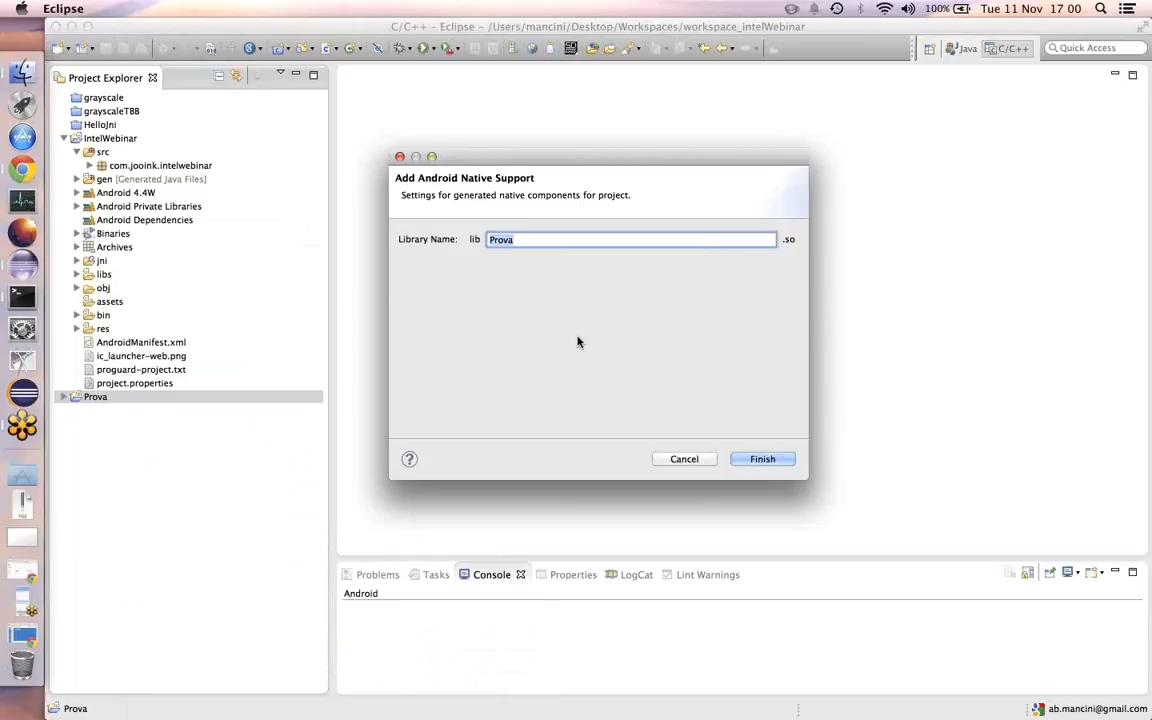 Eclipse
100%
Tue 11 Nov 17 00
C/C++ - Eclipse - /Users/mancini/Desktop/Workspaces/workspace_intelWebinar
Java
C/C++
Quick Access
Project Explorer
grayscale
grayscaleTBB
HelloJni
IntelWebinar
src
com.jooink.intelwebinar
gen [Generated Java Files]
Android 4.4W
Android Private Libraries
Android Dependencies
Binaries
Archives
jni
libs
obj
assets
bin
res
AndroidManifest.xml
ic_launcher-web.png
proguard-project.txt
project.properties
Prova
Add Android Native Support
Settings for generated native components for project.
Library Name: lib Prova .so
?
Cancel
Finish
Problems
Tasks
Console
Properties
LogCat
Lint Warnings
Android
Prova
ab.mancini@gmail.com